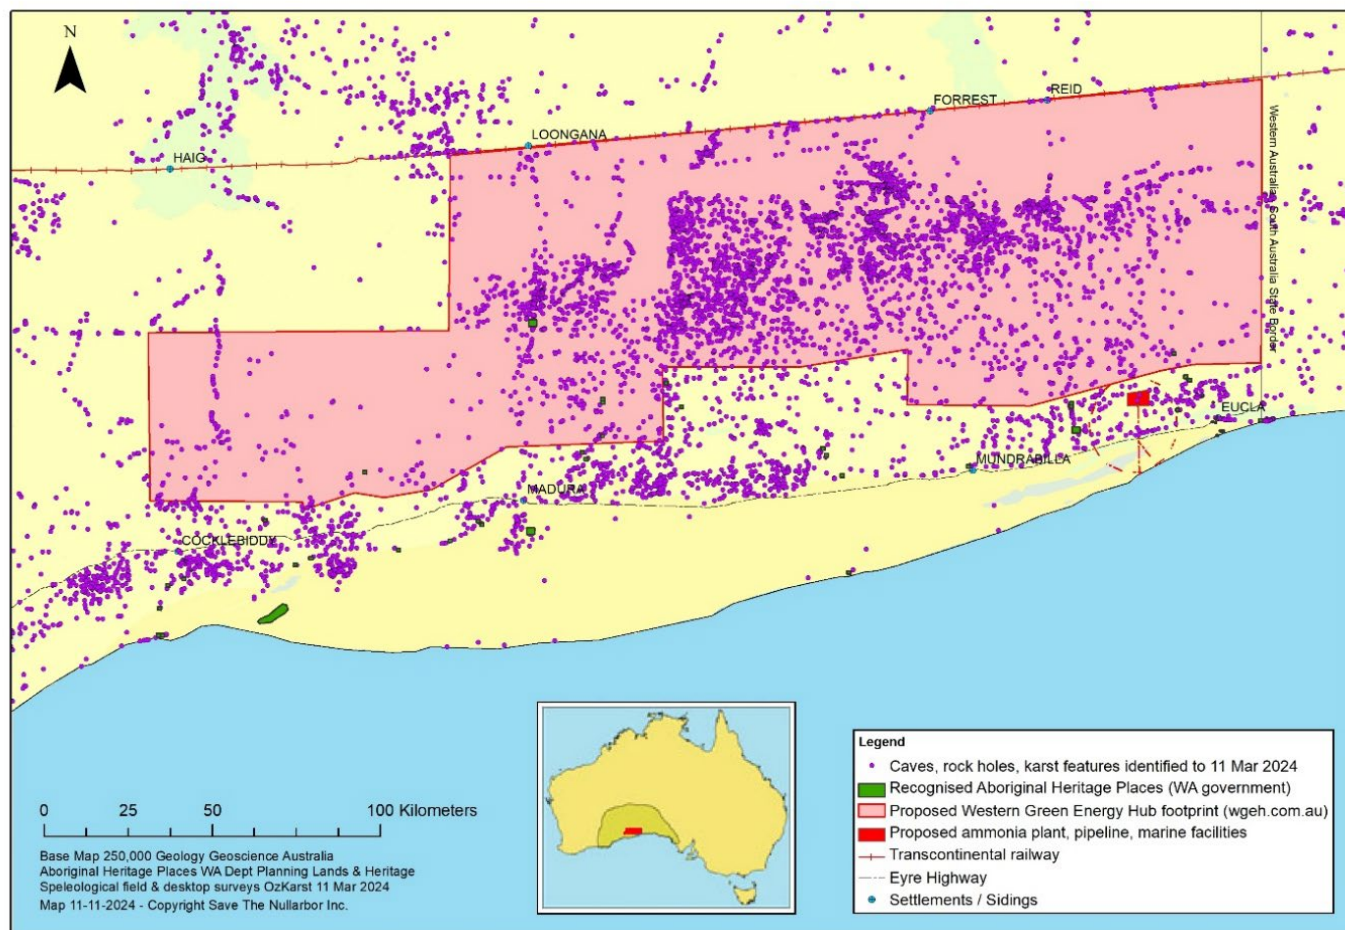 N
REID
FORREST
LOONGANA
HAIG
Western Australia/ South Australia State Border
EUCLA
MUNDRABILLA
MADURA
COCKLEBIDDY
0 25 50 100 Kilometers
Base Map 250,000 Geology Geoscience Australia
Aboriginal Heritage Places WA Dept Planning Lands & Heritage
Speleological field & desktop surveys OzKarst 11 Mar 2024
Map 11-11-2024 - Copyright Save The Nullarbor Inc.
Legend
Caves, rock holes, karst features identified to 11 Mar 2024
Recognised Aboriginal Heritage Places (WA government)
Proposed Western Green Energy Hub footprint (wgeh.com.au)
Proposed ammonia plant, pipeline, marine facilities
Transcontinental railway
Eyre Highway
Settlements / Sidings